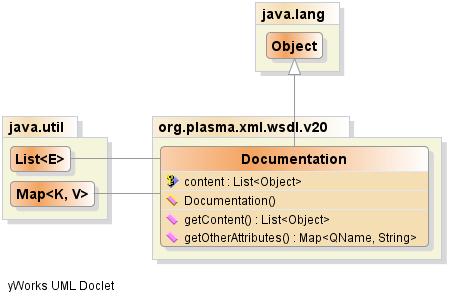 java.lang
Object
java.util
List<E>
Map<K, V>
org.plasma.xml.wsdl.v20
Documentation
content : List<Object>
Documentation()
getContent() : List<Object>
getOtherAttributes() : Map<QName, String>
yWorks UML Doclet